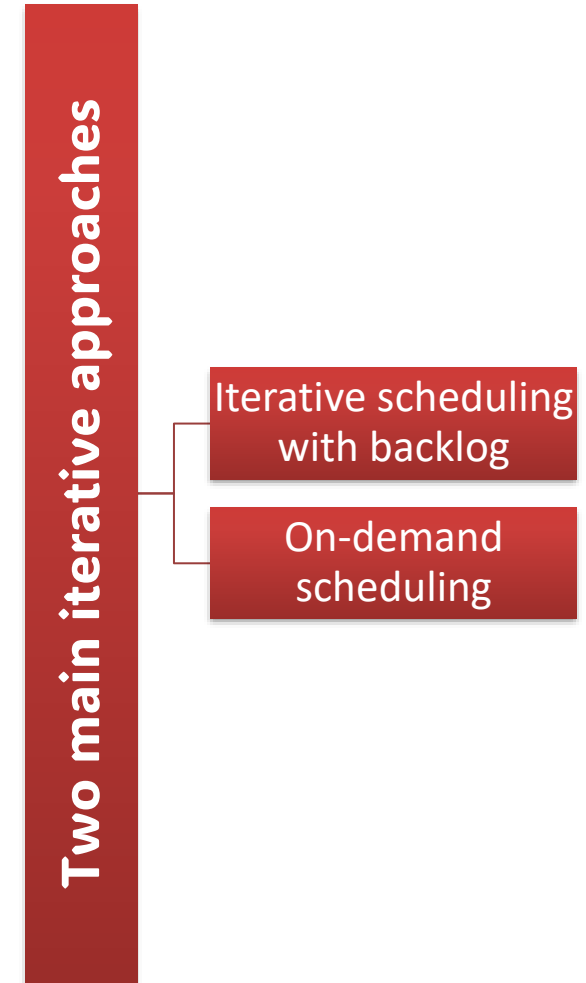 Two main iterative approaches
Iterative scheduling
with backlog
On-demand
scheduling